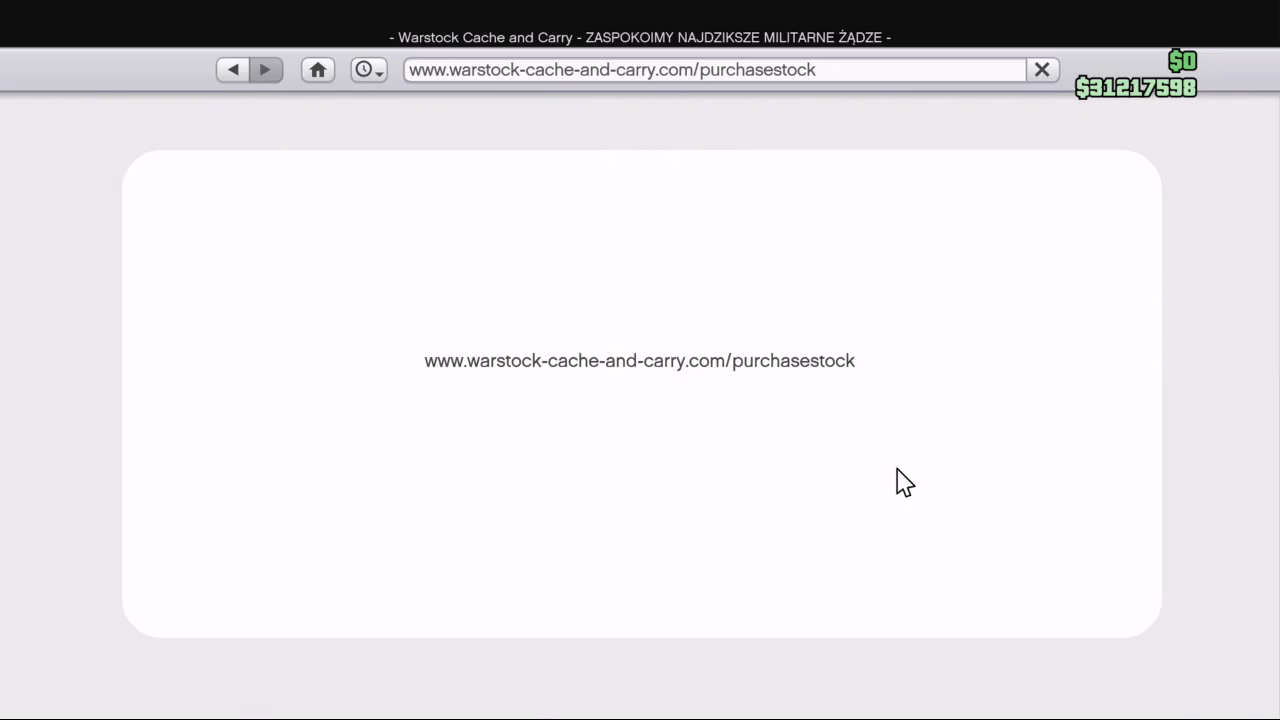 - Warstock Cache and Carry - ZASPOKOIMY NAJDZIKSZE MILITARNE ŻĄDZE -
www.warstock-cache-and-carry.com/purchasestock
$0
$31217598
www.warstock-cache-and-carry.com/purchasestock